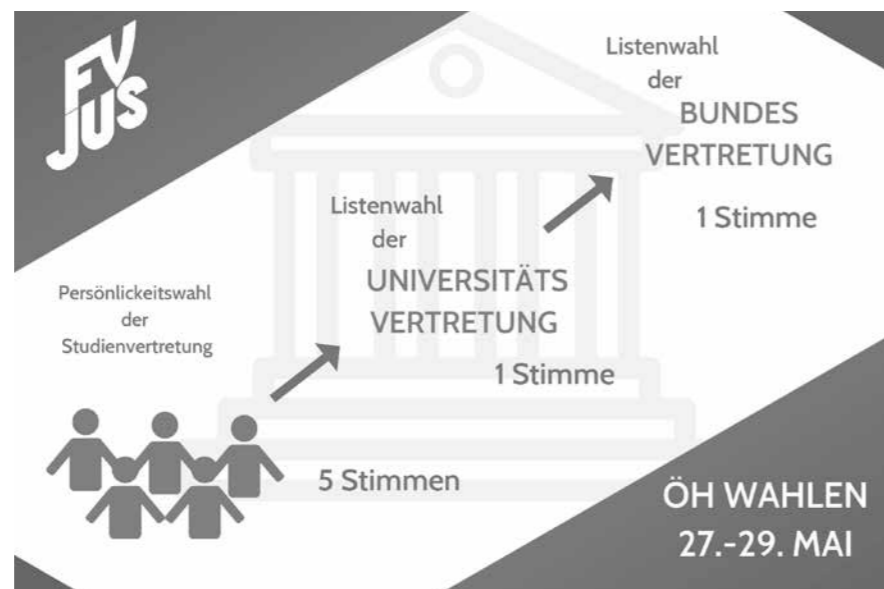 FV
JUS
Listenwahl
der
BUNDES
VERTRETUNG
1 Stimme
Listenwahl
der
UNIVERSITÄTS
VERTRETUNG
1 Stimme
Persönlickeitswahl
der
Studienvertretung
5 Stimmen
ÖH WAHLEN
27.-29. MAI